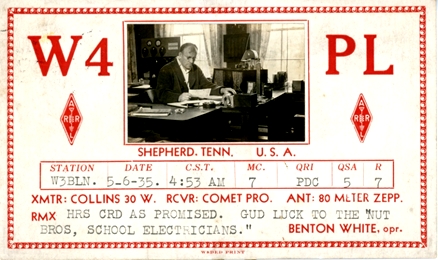 W4 PL
A R R L
A R R L
SHEPHERD. TENN. U. S. A.
STATION DATE C.S.T. MC. QRI QSA R
W3BLN. 5-6-35. 4:53 AM 7 PDC 5 7
XMTR: COLLINS 30 W. RCVR: COMET PRO. ANT: 80 METER ZEPP.
RMX HRS CRD AS PROMISED. GUD LUCK TO THE "NUT
BROS, SCHOOL ELECTRICIANS." BENTON WHITE, opr.